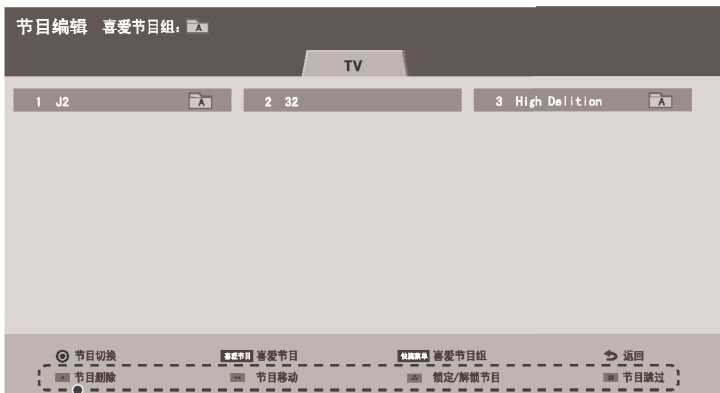 节目编辑 喜爱节目组: A
TV
1 J2 A 2 32 3 High Delition A
节目切换 喜爱节目 喜爱节目 快捷菜单 喜爱节目组 返回
节目删除 节目移动 锁定/解锁节目 节目跳过